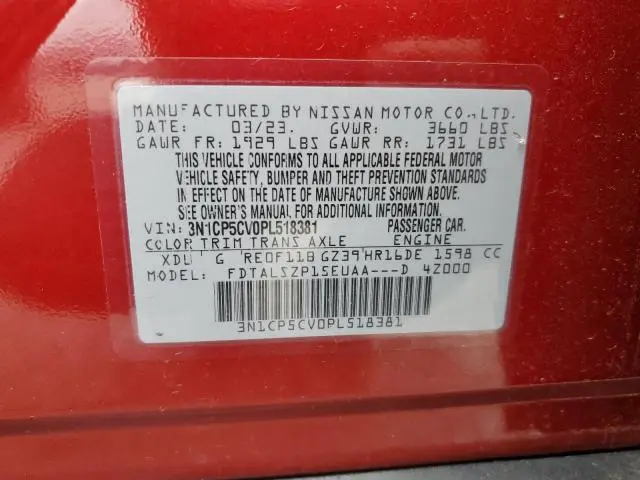 MANUFACTURED BY NISSAN MOTOR CO.,LTD.
DATE: 03/23. GVWR: 3660 LBS
GAWR FR: 1929 LBS GAWR RR: 1731 LBS
THIS VEHICLE CONFORMS TO ALL APPLICABLE FEDERAL MOTOR
VEHICLE SAFETY, BUMPER AND THEFT PREVENTION STANDARDS
IN EFFECT ON THE DATE OF MANUFACTURE SHOWN ABOVE.
SEE OWNER'S MANUAL FOR ADDITIONAL INFORMATION.
VIN: 3N1CP5CV0PL518381 PASSENGER CAR.
COLOR TRIM TRANS AXLE ENGINE
XDU G RE0F11B GZ39 HR16DE 1598 CC
MODEL: FDTALSZP15EUAA---D 4Z000
3N1CP5CV0PL518381